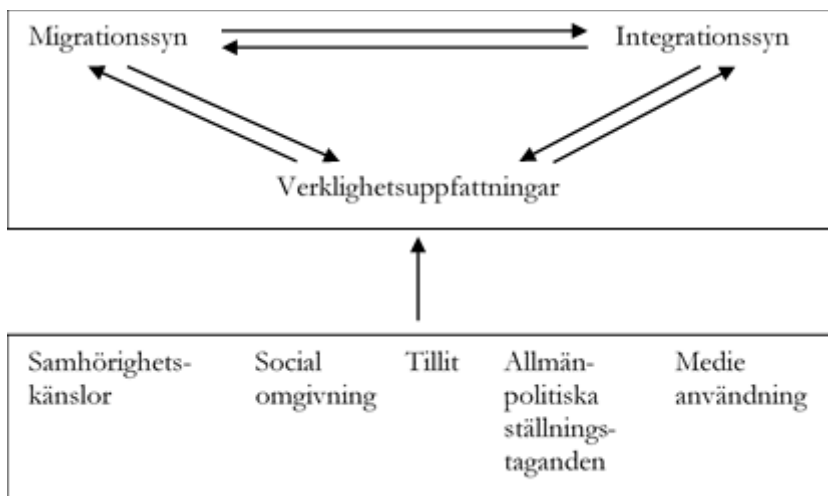 Migrationssyn Integrationssyn
Verklighetsuppfattningar
Samhörighets- Social Tillit Allmän- Medie
känslor omgivning politiska användning
ställnings-
taganden